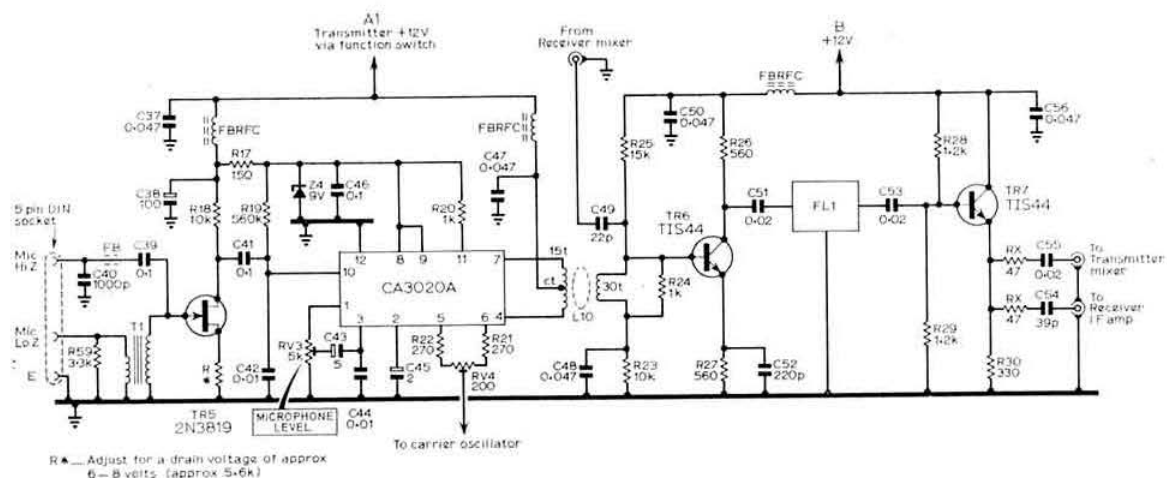 A1
Transmitter +12V
via function switch
From
Receiver mixer
B
+12V
FBRFC
C37
0·047
FBRFC
FBRFC
C47
0·047
C50
0·047
C56
0·047
R17
150
R25
15k
R26
560
R28
1·2k
C38
100
R18
10k
R19
560k
Z4
9V
C46
0·1
R20
1k
C49
22p
C51
0·02
FL1
C53
0·02
TR7
TIS44
5 pin DIN
socket
Mic
Hi Z
FB
C39
0·1
C41
0·1
C40
1000p
12
8
9
11
7
10
CA3020A
1
3
2
5
6
4
15t
ct
30t
L10
TR6
TIS44
R24
1k
RX
47
C55
0·02
To
Transmitter
mixer
RX
47
C54
39p
To
Receiver
IF amp
Mic
Lo Z
R59
3·3k
T1
E
R
*
RV3
5k
C43
5
C42
0·01
C45
2
R22
270
R21
270
RV4
200
C48
0·047
R23
10k
R27
560
C52
220p
R29
1·2k
R30
330
TR5
2N3819
MICROPHONE
LEVEL
C44
0·01
To carrier oscillator
R * Adjust for a drain voltage of approx
6 – 8 volts (approx 5·6k)